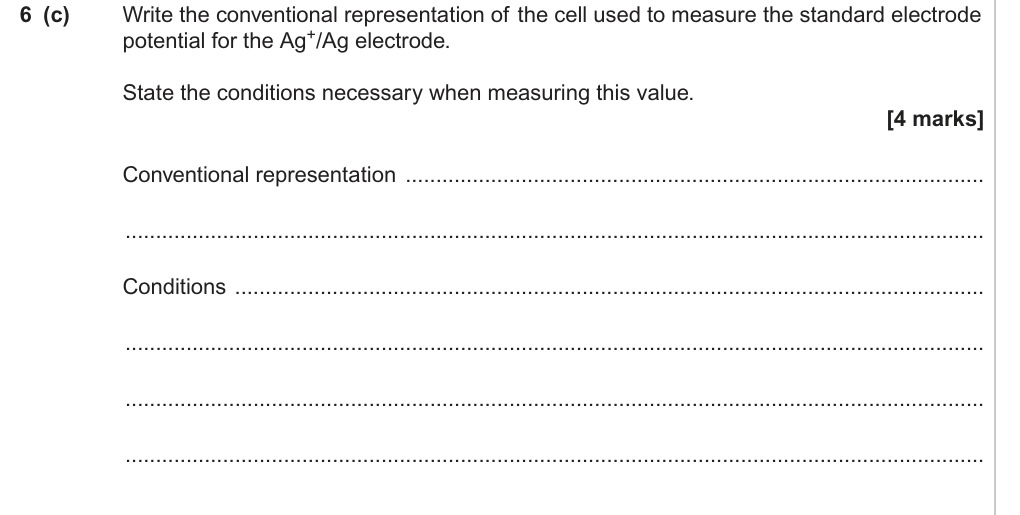 6 (c) Write the conventional representation of the cell used to measure the standard electrode
potential for the Ag⁺/Ag electrode.
State the conditions necessary when measuring this value.
[4 marks]
Conventional representation ................................................................
................................................................
Conditions ................................................................
................................................................
................................................................
................................................................